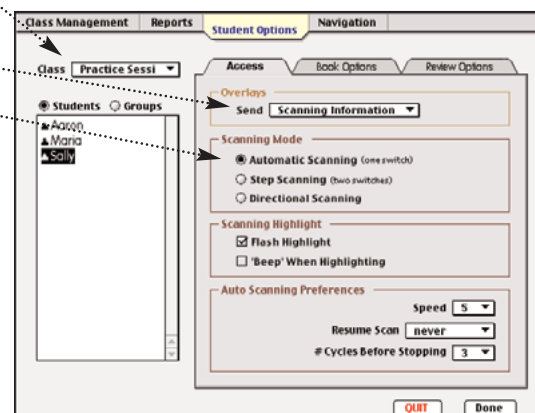 Class Management Reports Student Options Navigation
Class Practice Sessi
Access Book Options Review Options
Students Groups
Aaron
Maria
Sally
Overlays
Send Scanning Information
Scanning Mode
Automatic Scanning (one switch)
Step Scanning (two switches)
Directional Scanning
Scanning Highlight
Flash Highlight
'Beep' When Highlighting
Auto Scanning Preferences
Speed 5
Resume Scan never
# Cycles Before Stopping 3
QUIT Done